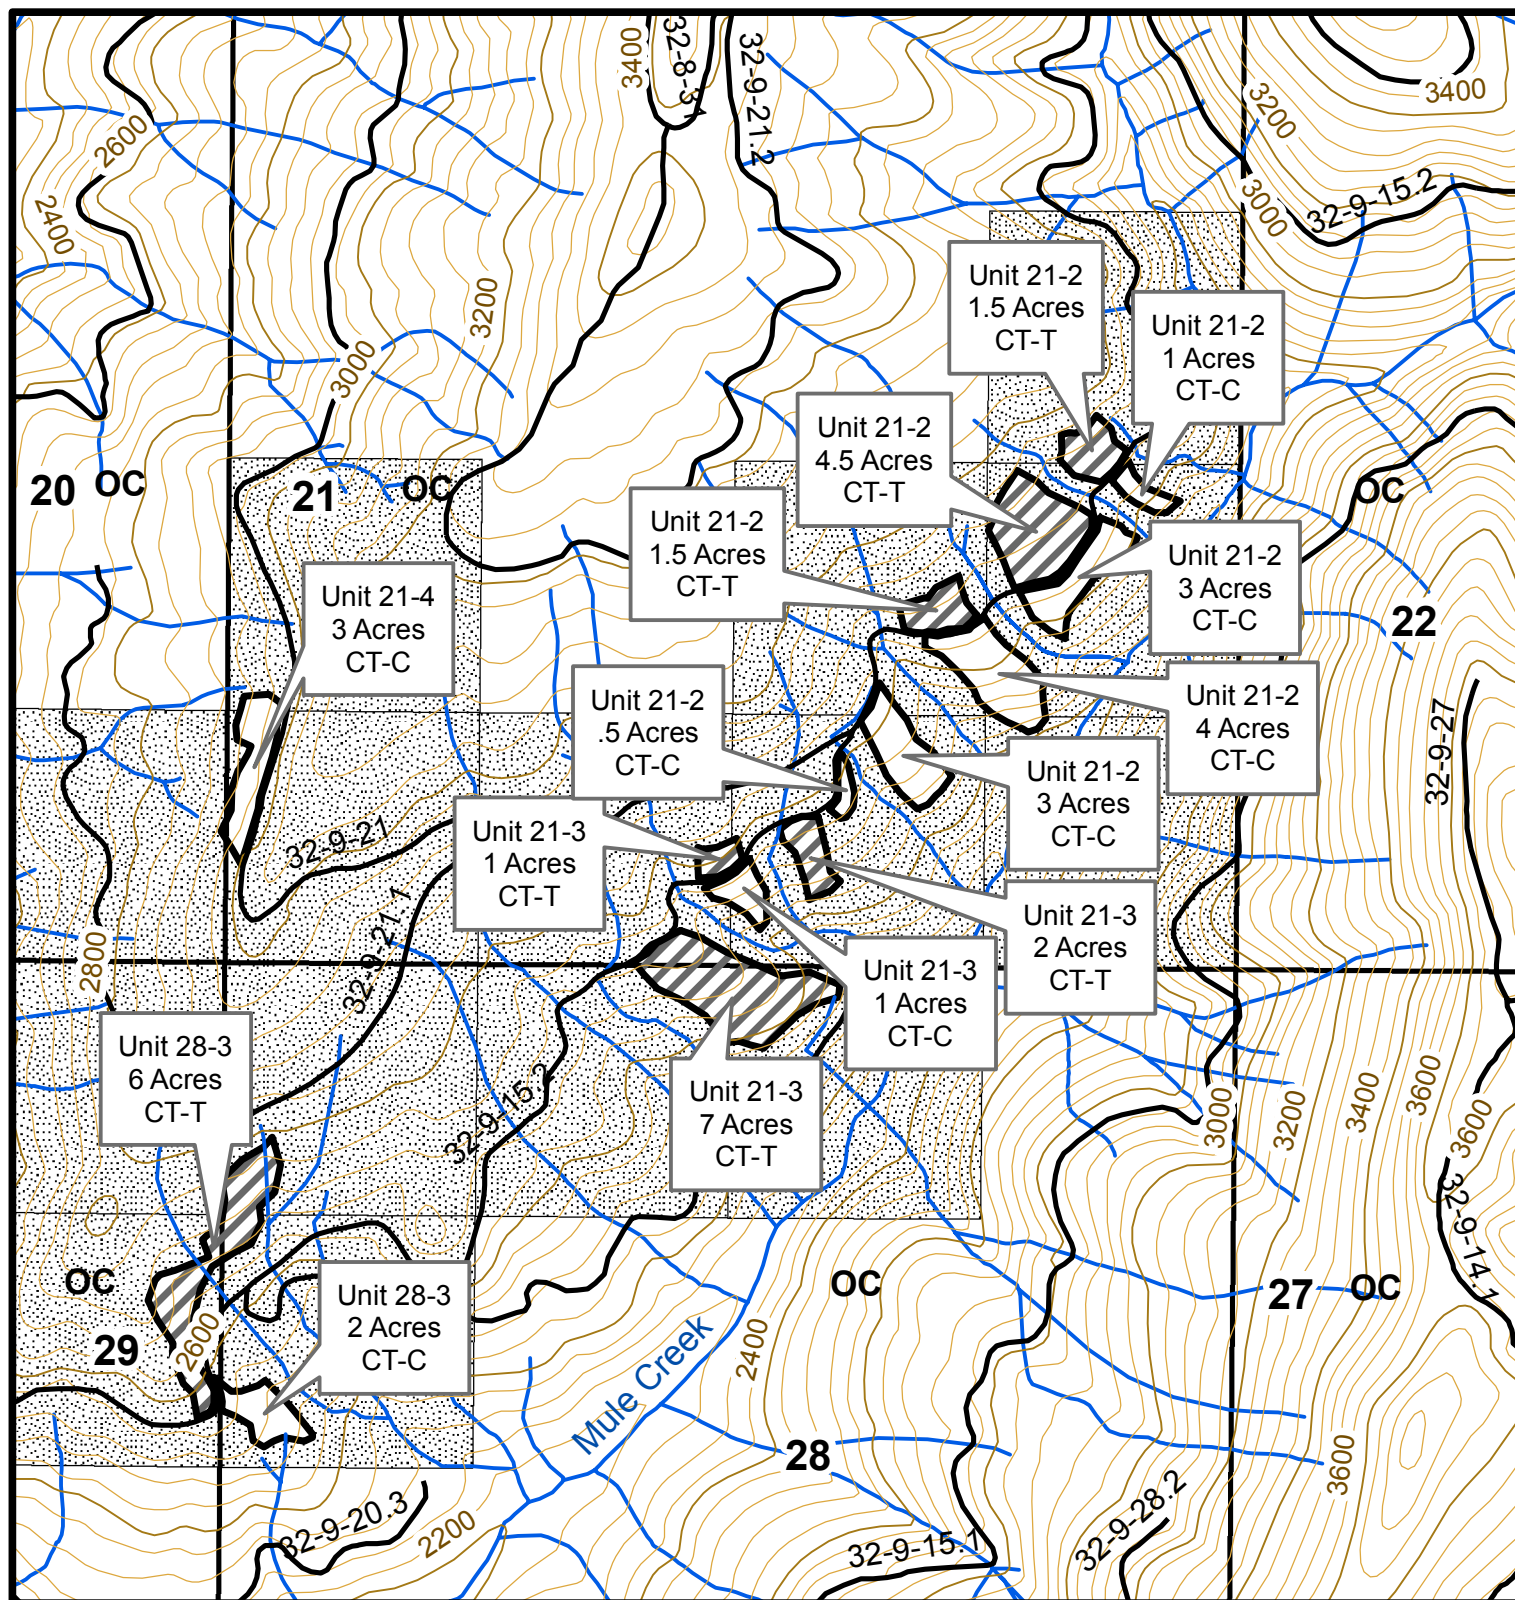 3400
32-8-3.1
32-9-21.2
3400
2600
3200
2400
3000
32-9-15.2
3200
3000
Unit 21-2
1.5 Acres
CT-T
Unit 21-2
1 Acres
CT-C
Unit 21-2
4.5 Acres
CT-T
20 OC
21 OC
OC
Unit 21-2
1.5 Acres
CT-T
Unit 21-2
3 Acres
CT-C
Unit 21-4
3 Acres
CT-C
22
Unit 21-2
.5 Acres
CT-C
Unit 21-2
4 Acres
CT-C
32-9-27
Unit 21-2
3 Acres
CT-C
Unit 21-3
1 Acres
CT-T
32-9-21
Unit 21-3
2 Acres
CT-T
32-9-21.1
2800
Unit 21-3
1 Acres
CT-C
Unit 28-3
6 Acres
CT-T
Unit 21-3
7 Acres
CT-T
32-9-15.2
3000
3200
3400
3600
3600
32-9-14.1
OC
OC
27 OC
Unit 28-3
2 Acres
CT-C
29
2600
2400
Mule Creek
28
3600
32-9-20.3
2200
32-9-15.1
32-9-28.2